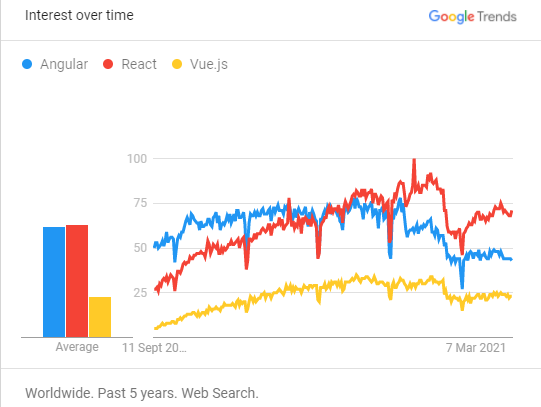 Interest over time
Google Trends
Angular React Vue.js
100
75
50
25
Average
11 Sept 20...
7 Mar 2021
Worldwide. Past 5 years. Web Search.